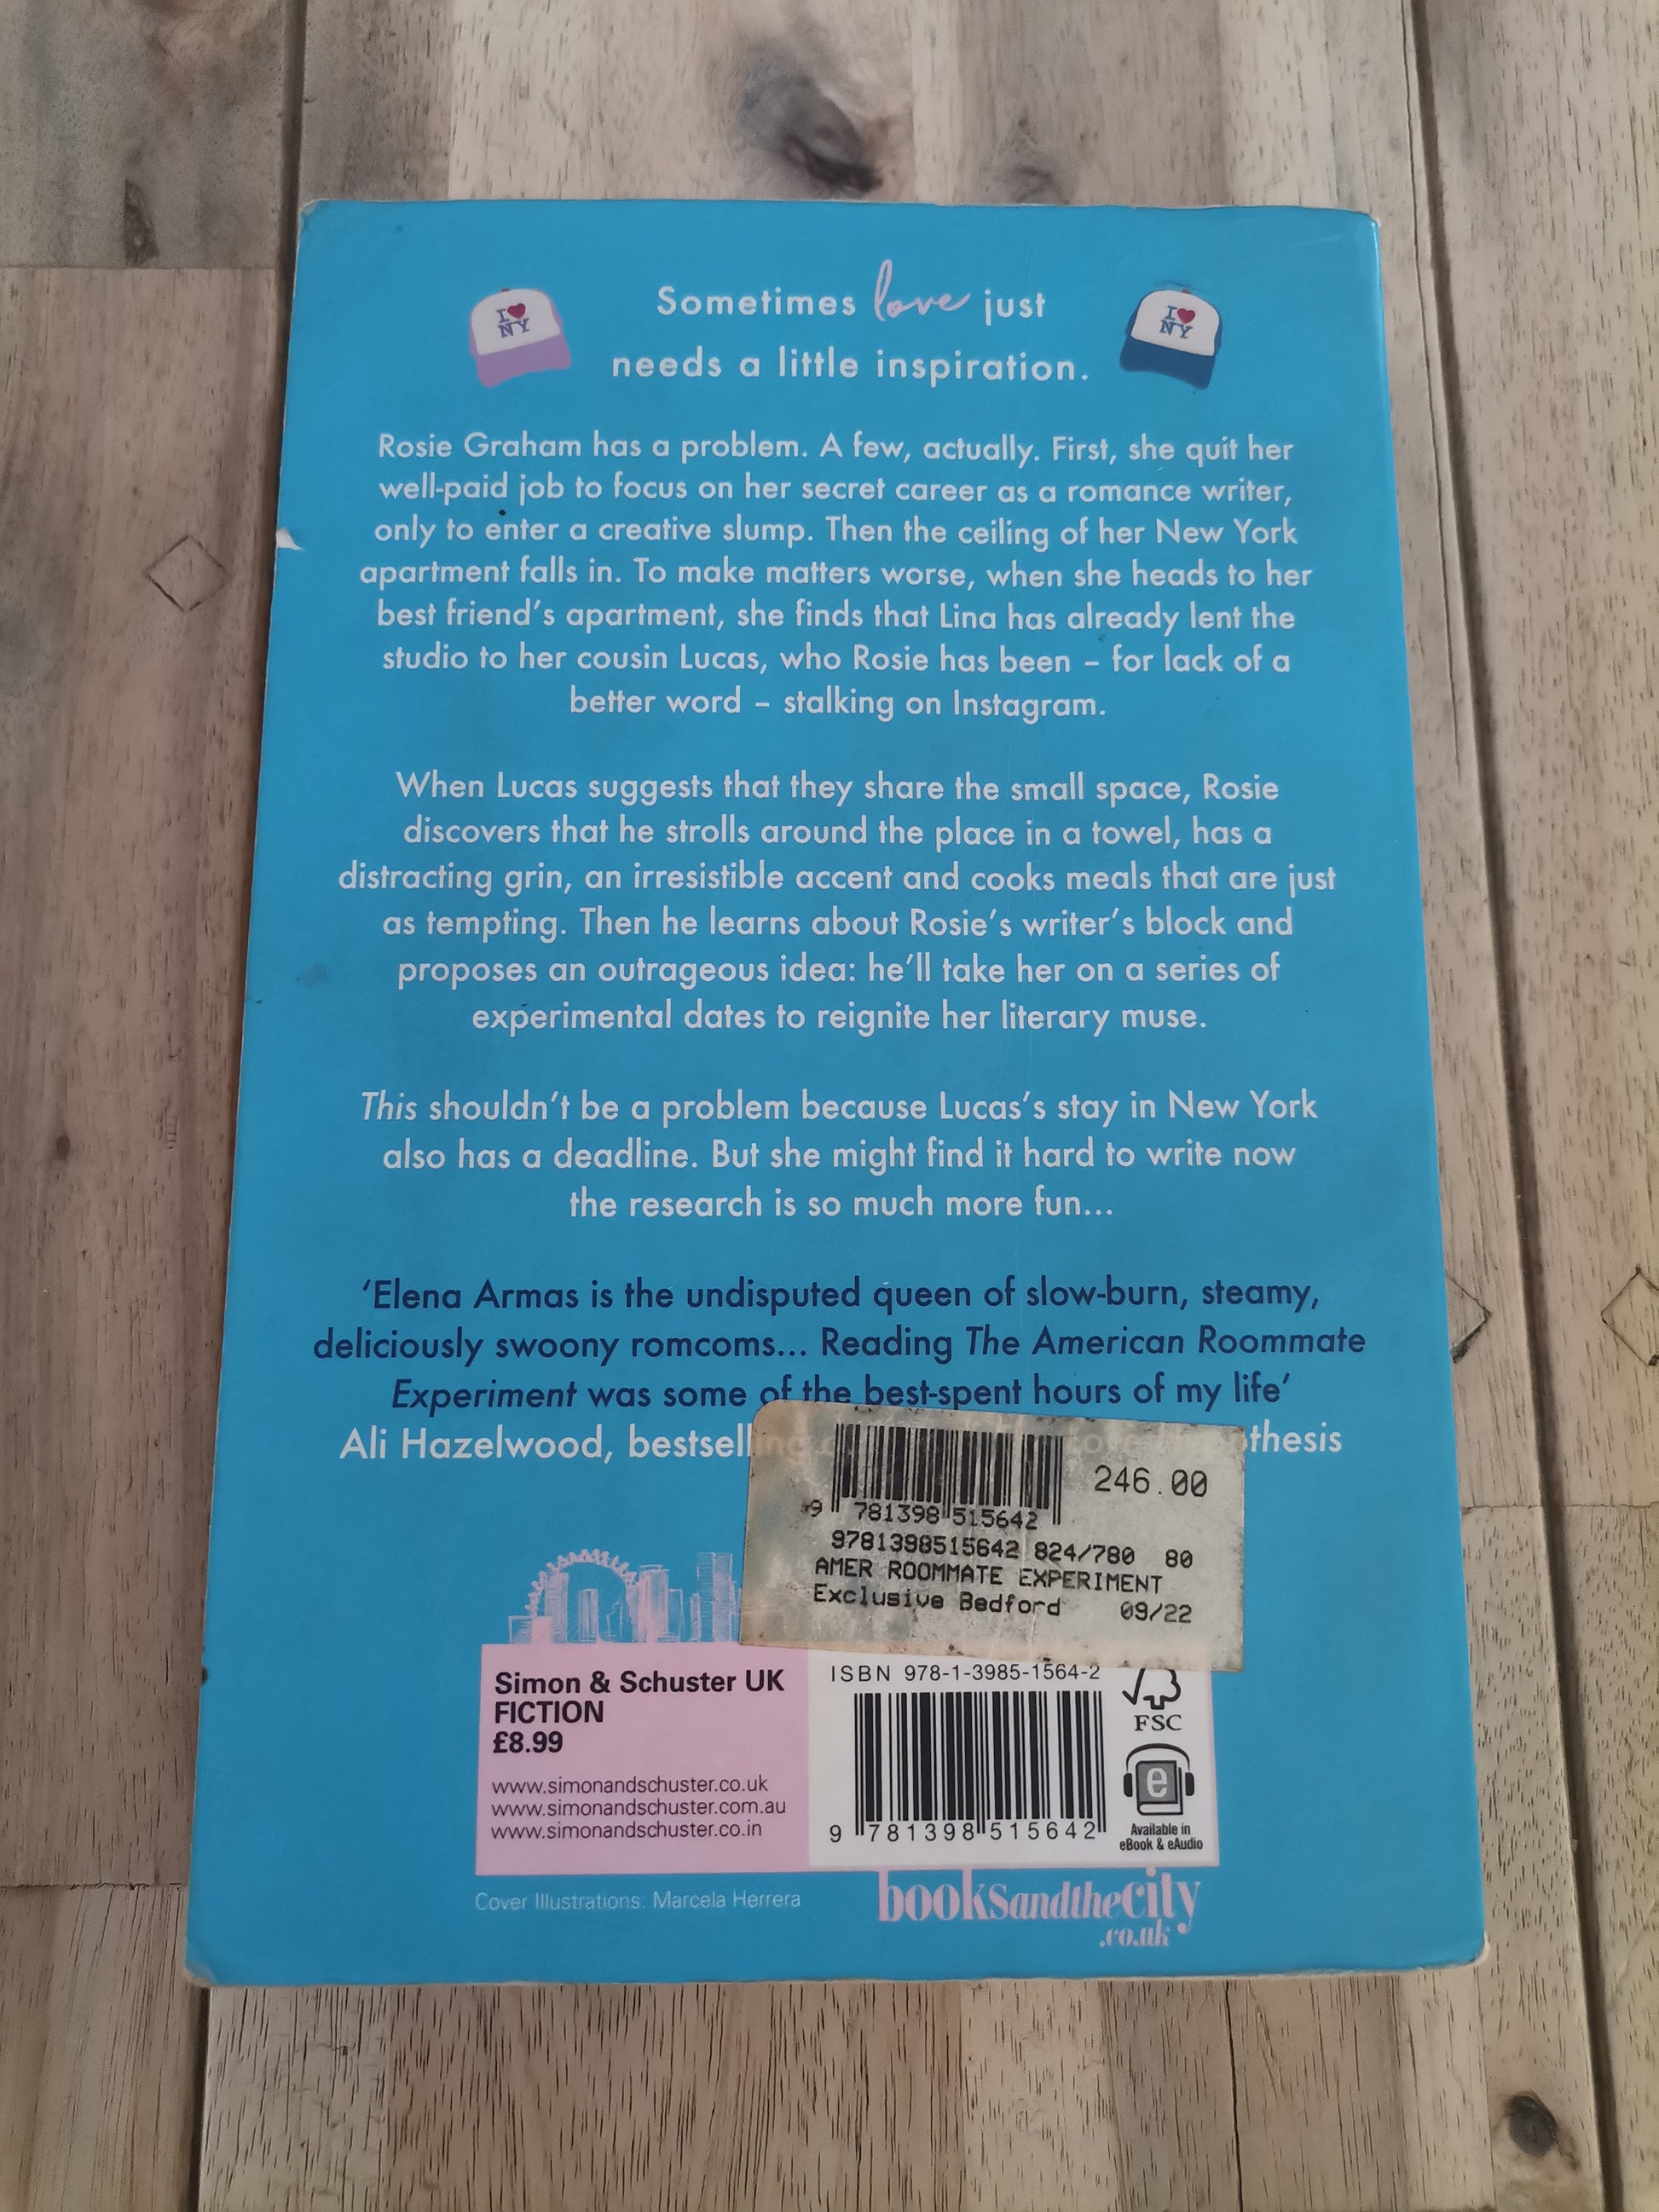 Sometimes love just
needs a little inspiration.
I ♥
NY
I ♥
NY
Rosie Graham has a problem. A few, actually. First, she quit her
well-paid job to focus on her secret career as a romance writer,
only to enter a creative slump. Then the ceiling of her New York
apartment falls in. To make matters worse, when she heads to her
best friend's apartment, she finds that Lina has already lent the
studio to her cousin Lucas, who Rosie has been – for lack of a
better word – stalking on Instagram.
When Lucas suggests that they share the small space, Rosie
discovers that he strolls around the place in a towel, has a
distracting grin, an irresistible accent and cooks meals that are just
as tempting. Then he learns about Rosie's writer's block and
proposes an outrageous idea: he'll take her on a series of
experimental dates to reignite her literary muse.
This shouldn't be a problem because Lucas's stay in New York
also has a deadline. But she might find it hard to write now
the research is so much more fun...
'Elena Armas is the undisputed queen of slow-burn, steamy,
deliciously swoony romcoms... Reading The American Roommate
Experiment was some of the best-spent hours of my life'
Ali Hazelwood, bestselling thesis
246.00
9 781398 515642
9781398515642 824/780 80
AMER ROOMMATE EXPERIMENT
Exclusive Bedford 09/22
Simon & Schuster UK
FICTION
£8.99
www.simonandschuster.co.uk
www.simonandschuster.com.au
www.simonandschuster.co.in
ISBN 978-1-3985-1564-2
9 781398 515642
FSC
e
Available in
eBook & eAudio
Cover Illustrations: Marcela Herrera
booksandthecity
.co.uk